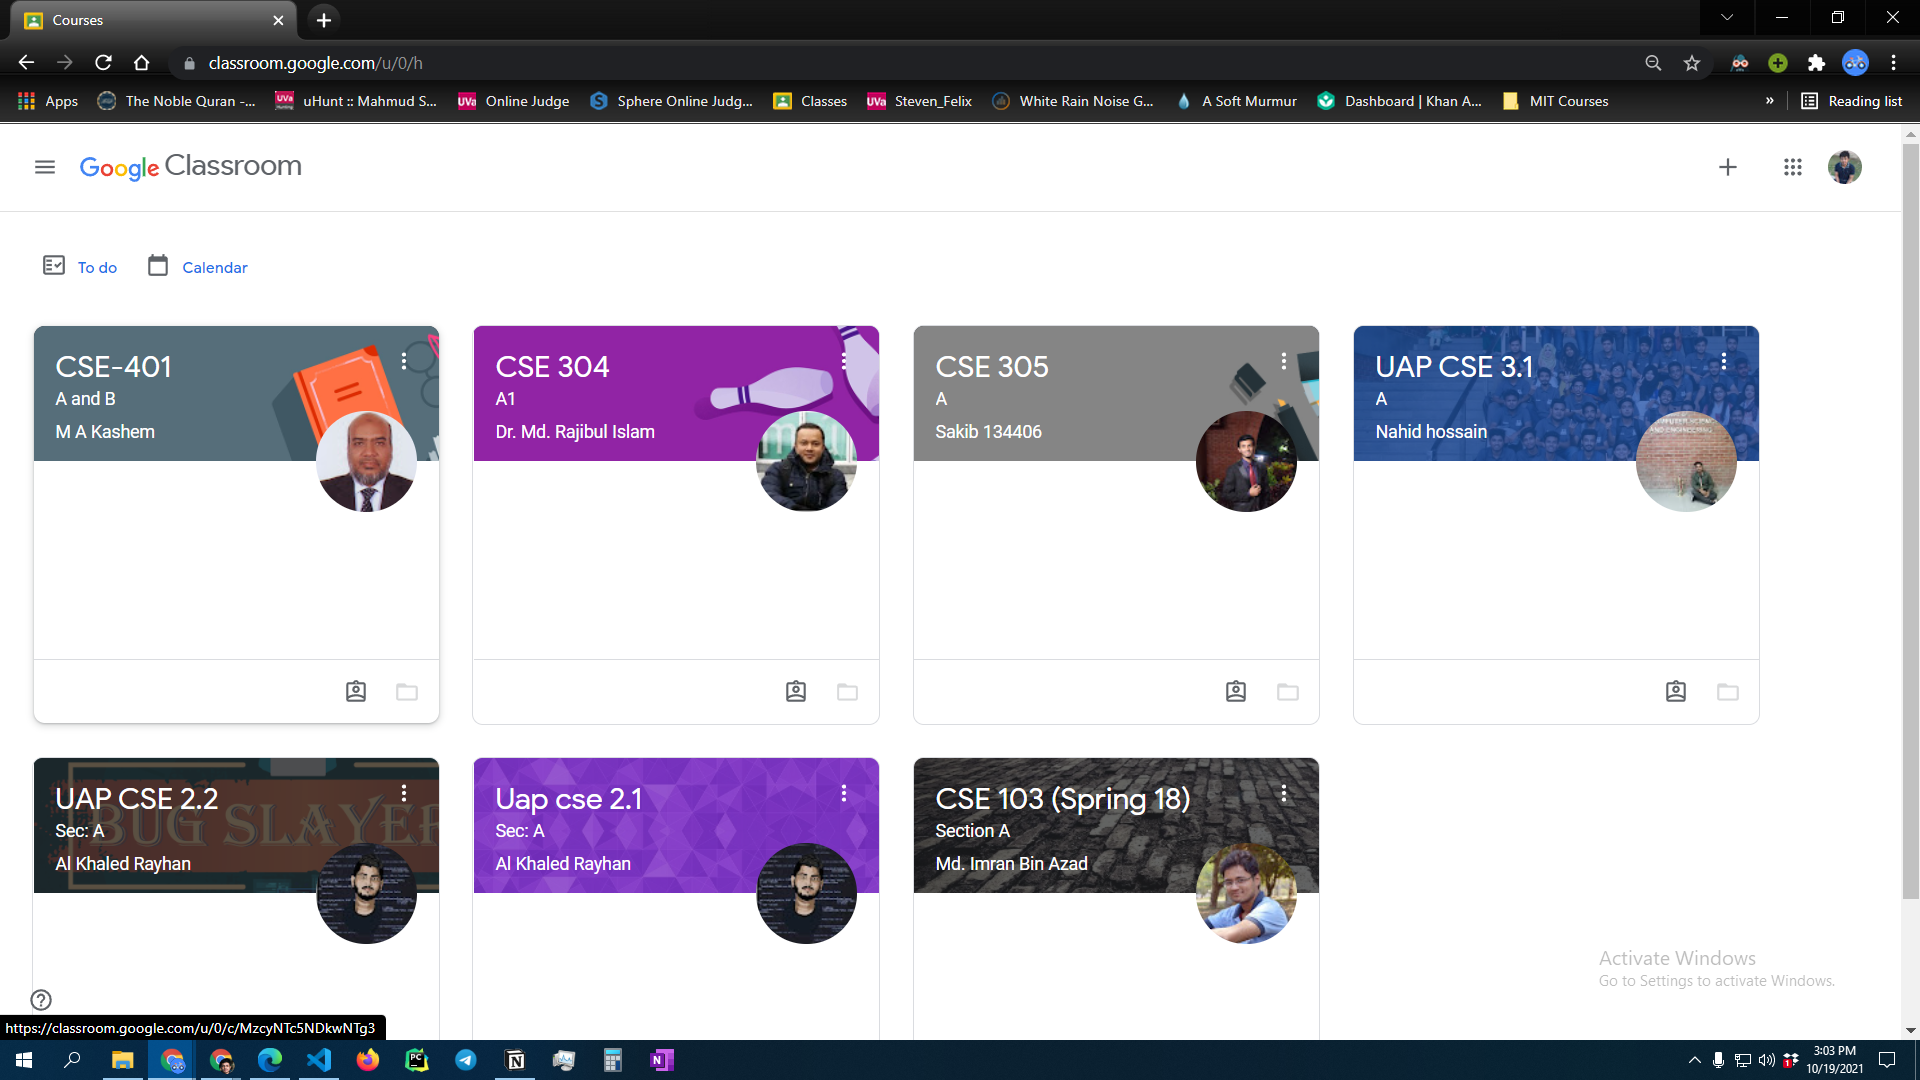 Courses
classroom.google.com/u/0/h
Apps
The Noble Quran -...
uHunt :: Mahmud S...
Online Judge
Sphere Online Judg...
Classes
Steven_Felix
White Rain Noise G...
A Soft Murmur
Dashboard | Khan A...
MIT Courses
»
Reading list
Google Classroom
To do
Calendar
CSE-401
A and B
M A Kashem
CSE 304
A1
Dr. Md. Rajibul Islam
CSE 305
A
Sakib 134406
UAP CSE 3.1
A
Nahid hossain
UAP CSE 2.2
Sec: A
Al Khaled Rayhan
BUG SLAYER
Uap cse 2.1
Sec: A
Al Khaled Rayhan
CSE 103 (Spring 18)
Section A
Md. Imran Bin Azad
Activate Windows
Go to Settings to activate Windows.
https://classroom.google.com/u/0/c/MzcyNTc5NDkwNTg3
3:03 PM
10/19/2021